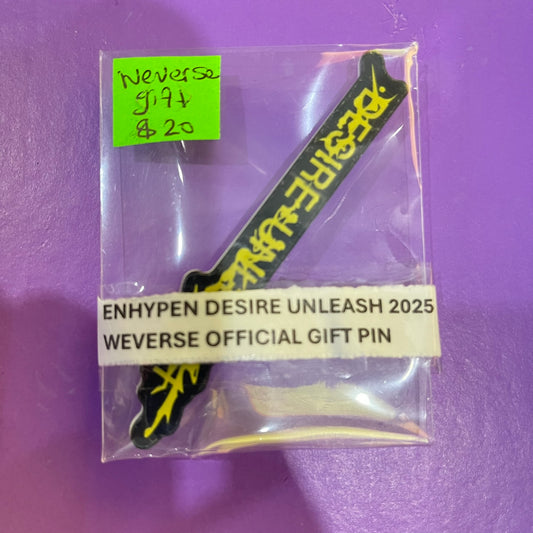 Weverse
gift
$20
DESIRE UNLEASH
ENHYPEN DESIRE UNLEASH 2025
WEVERSE OFFICIAL GIFT PIN